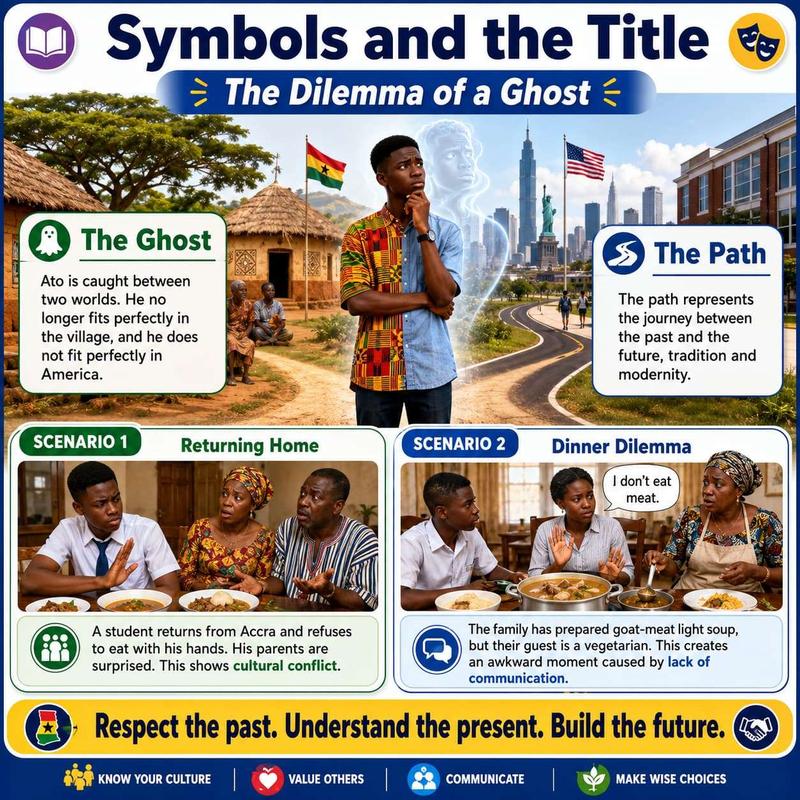 Symbols and the Title
The Dilemma of a Ghost
The Ghost
Ato is caught between
two worlds. He no
longer fits perfectly in
the village, and he does
not fit perfectly in
America.
The Path
The path represents
the journey between
the past and the
future, tradition and
modernity.
SCENARIO 1
Returning Home
A student returns from Accra and refuses
to eat with his hands. His parents are
surprised. This shows cultural conflict.
SCENARIO 2
Dinner Dilemma
I don't eat
meat.
The family has prepared goat-meat light soup,
but their guest is a vegetarian. This creates
an awkward moment caused by lack of
communication.
Respect the past. Understand the present. Build the future.
KNOW YOUR CULTURE
VALUE OTHERS
COMMUNICATE
MAKE WISE CHOICES